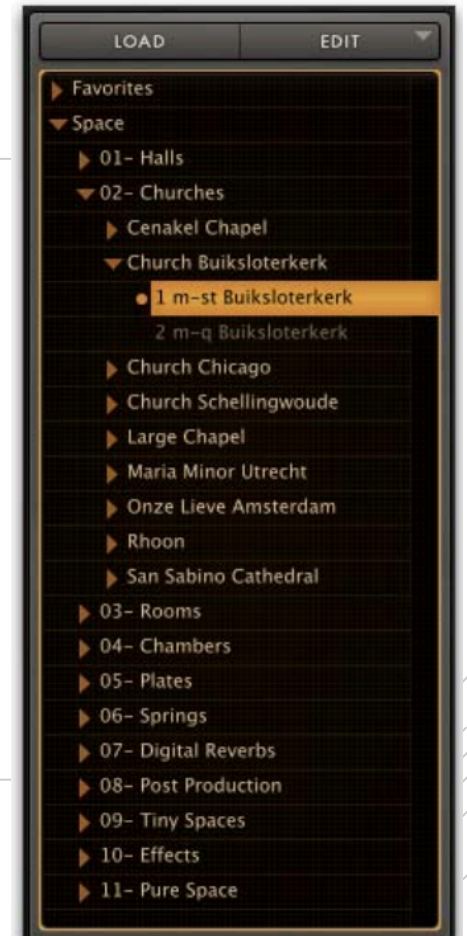 LOAD EDIT
Favorites
Space
01- Halls
02- Churches
Cenakel Chapel
Church Buiksloterkerk
1 m-st Buiksloterkerk
2 m-q Buiksloterkerk
Church Chicago
Church Schellingwoude
Large Chapel
Maria Minor Utrecht
Onze Lieve Amsterdam
Rhoon
San Sabino Cathedral
03- Rooms
04- Chambers
05- Plates
06- Springs
07- Digital Reverbs
08- Post Production
09- Tiny Spaces
10- Effects
11- Pure Space